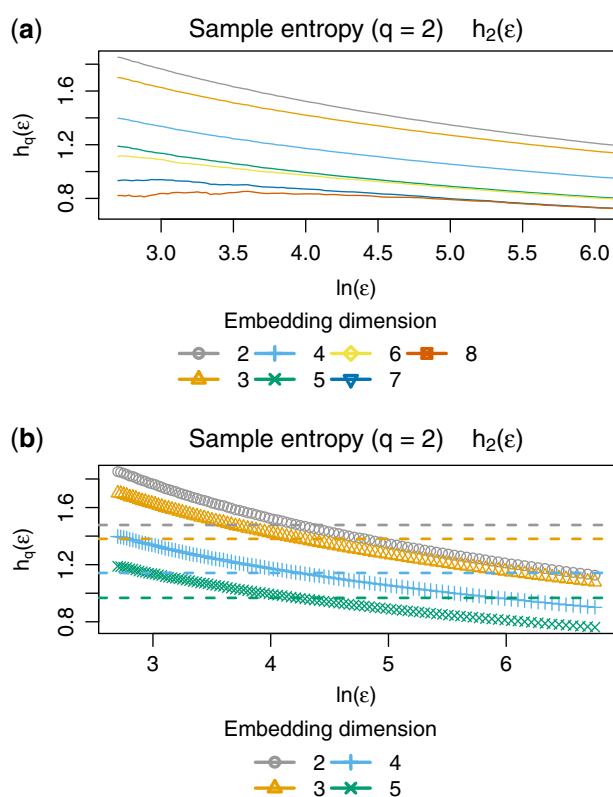 (a) Sample entropy (q = 2) h₂(ε)
hq(ε)
0.8 1.2 1.6
3.0 3.5 4.0 4.5 5.0 5.5 6.0
ln(ε)
Embedding dimension
2 4 6 8
3 5 7
(b) Sample entropy (q = 2) h₂(ε)
hq(ε)
0.8 1.2 1.6
3 4 5 6
ln(ε)
Embedding dimension
2 4
3 5